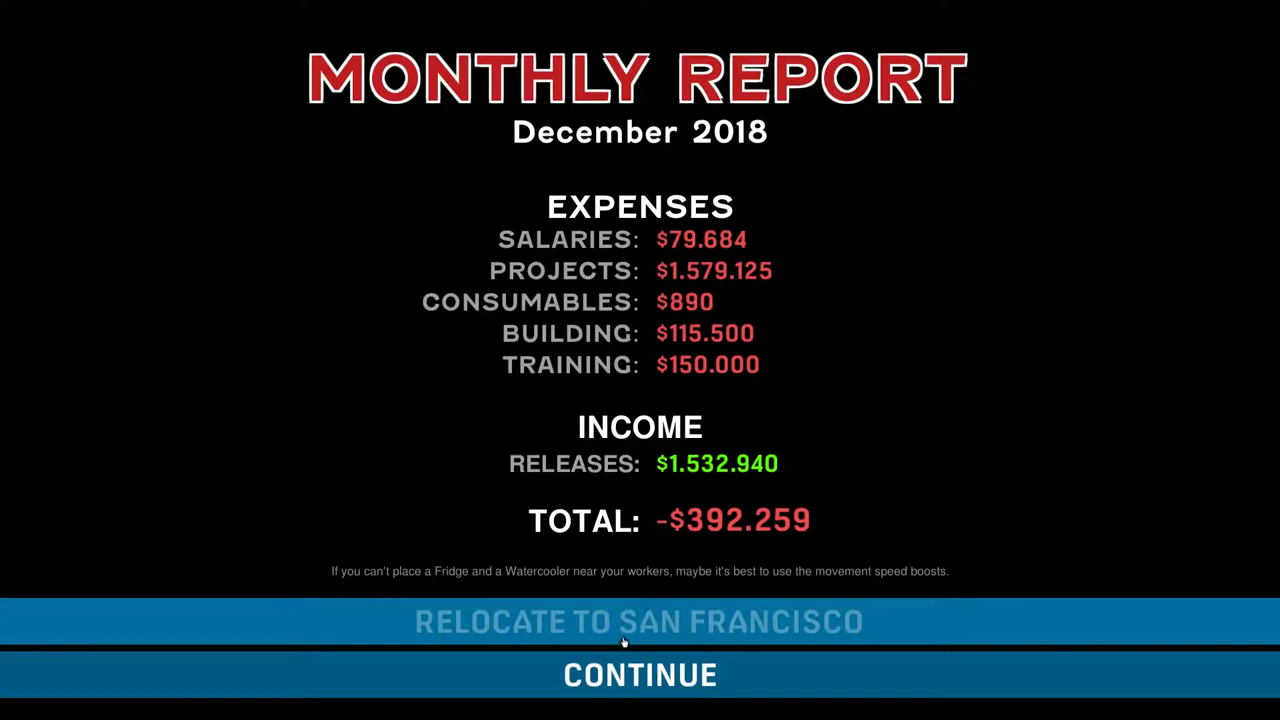 MONTHLY REPORT
December 2018
EXPENSES
SALARIES: $79.684
PROJECTS: $1.579.125
CONSUMABLES: $890
BUILDING: $115.500
TRAINING: $150.000
INCOME
RELEASES: $1.532.940
TOTAL: -$392.259
If you can't place a Fridge and a Watercooler near your workers, maybe it's best to use the movement speed boosts.
RELOCATE TO SAN FRANCISCO
CONTINUE